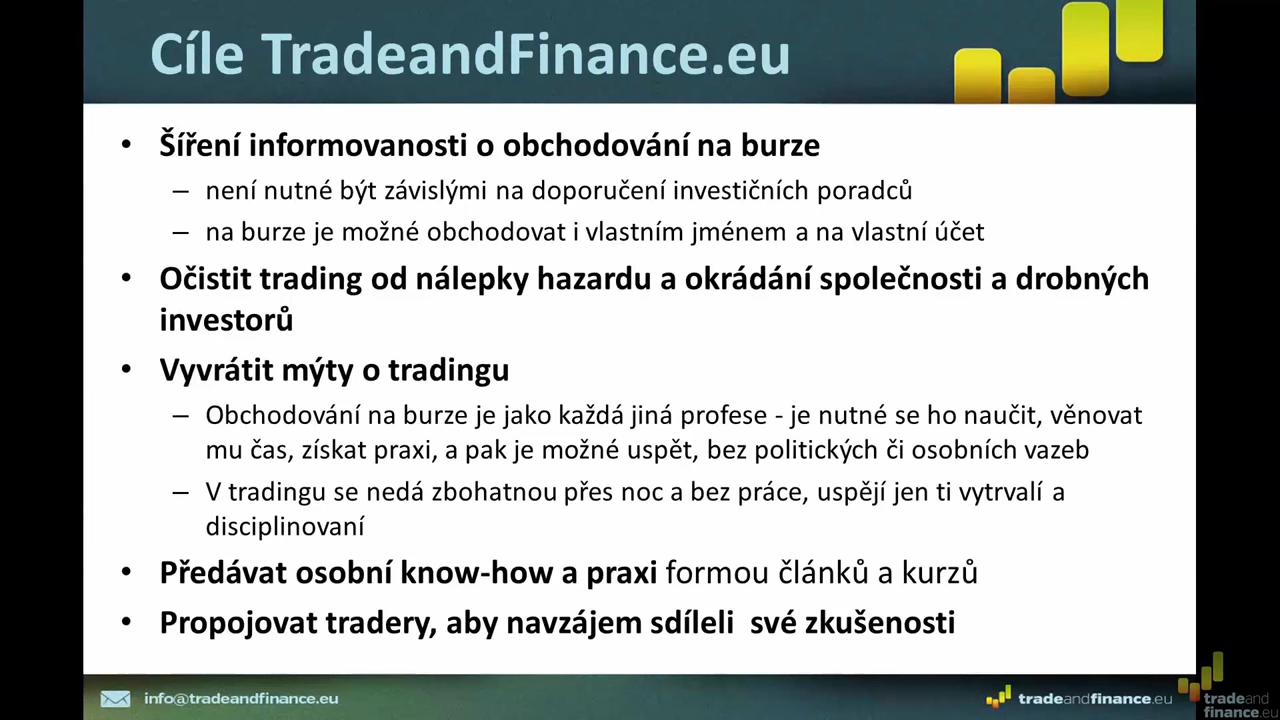 Cíle TradeandFinance.eu
• Šíření informovanosti o obchodování na burze
– není nutné být závislými na doporučení investičních poradců
– na burze je možné obchodovat i vlastním jménem a na vlastní účet
• Očistit trading od nálepky hazardu a okrádání společnosti a drobných
investorů
• Vyvrátit mýty o tradingu
– Obchodování na burze je jako každá jiná profese - je nutné se ho naučit, věnovat
mu čas, získat praxi, a pak je možné uspět, bez politických či osobních vazeb
– V tradingu se nedá zbohatnou přes noc a bez práce, uspějí jen ti vytrvalí a
disciplinovaní
• Předávat osobní know-how a praxi formou článků a kurzů
• Propojovat tradery, aby navzájem sdíleli své zkušenosti
info@tradeandfinance.eu
tradeandfinance.eu
tradeand
finance.eu